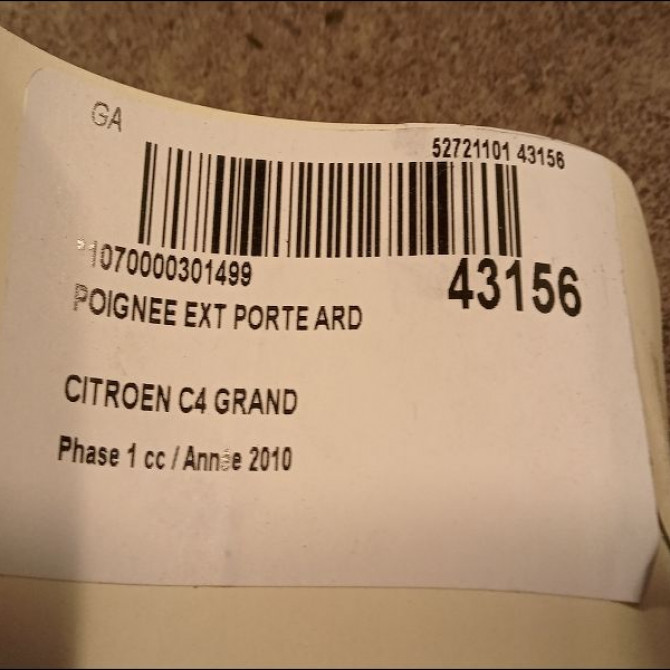 GA
52721101 43156
*1070000301499
43156
POIGNEE EXT PORTE ARD
CITROEN C4 GRAND
Phase 1 cc / Année 2010